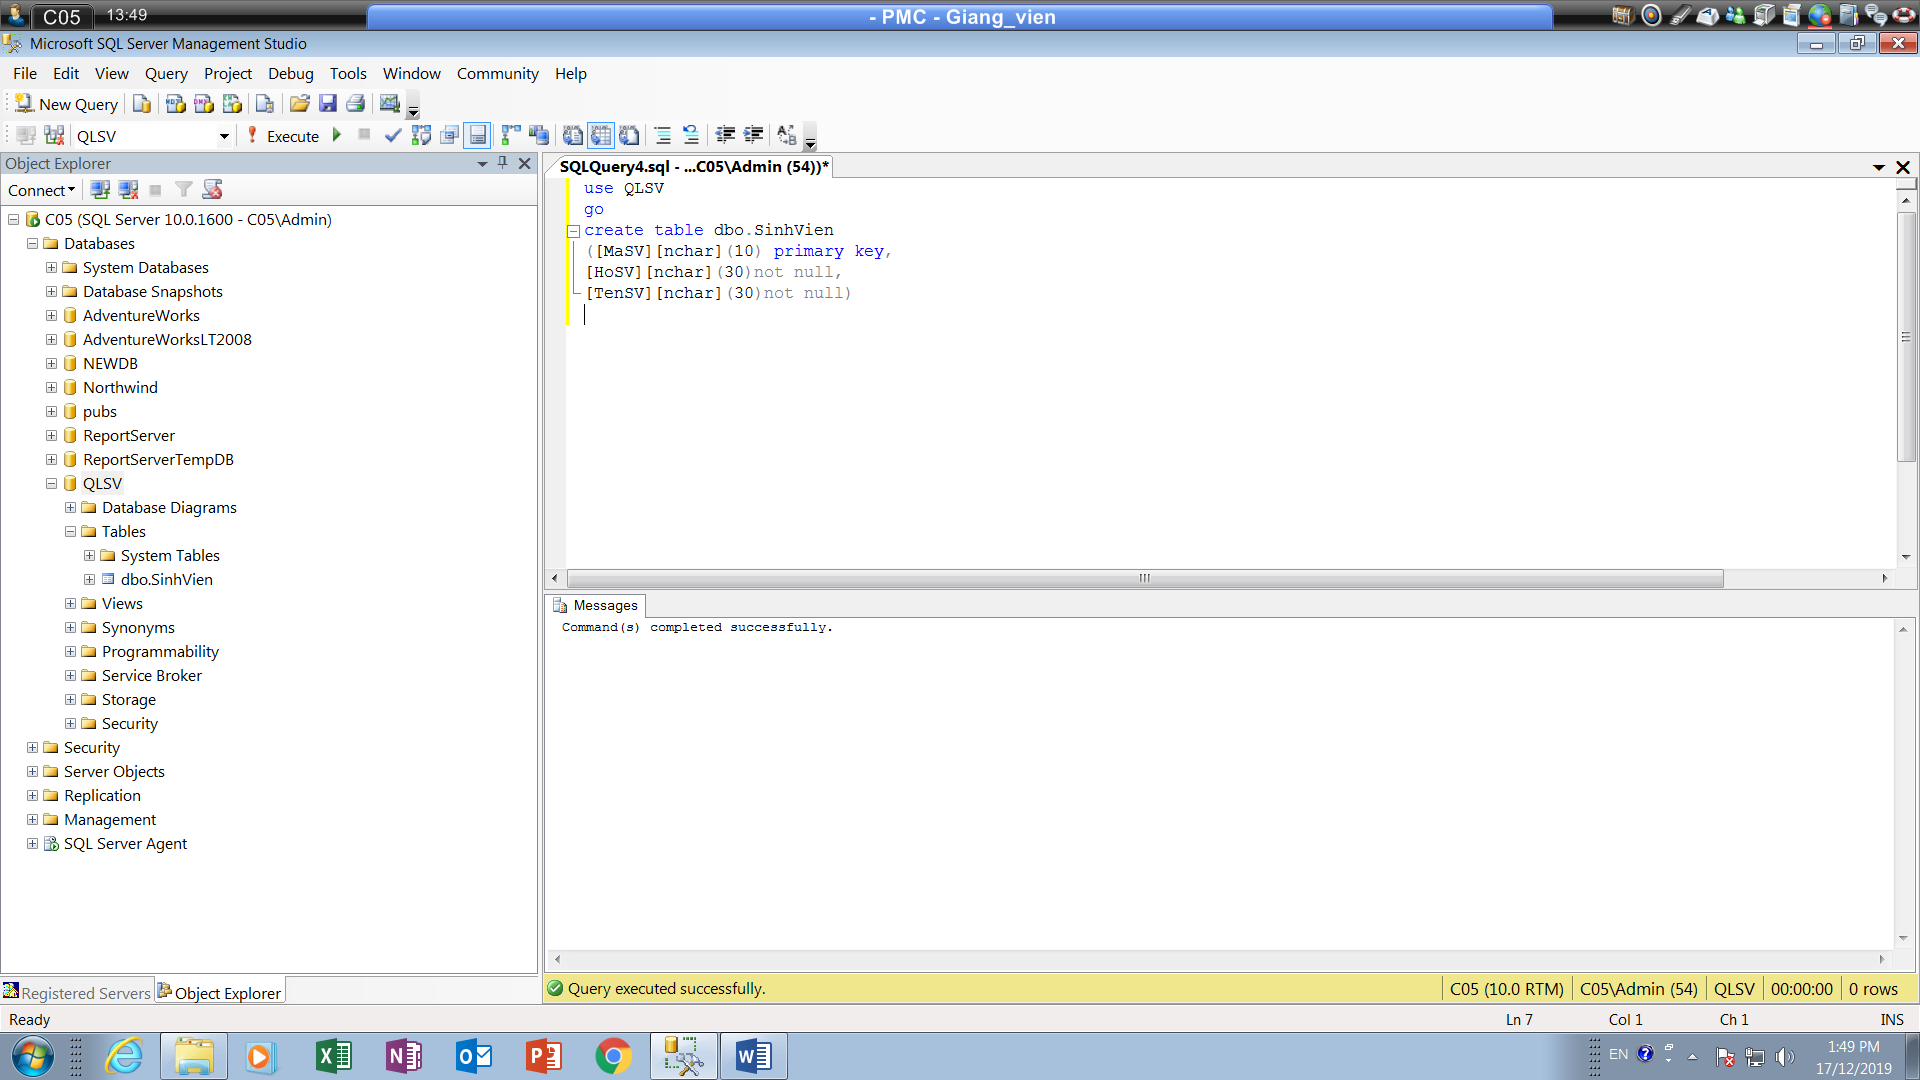 C05
13:49
- PMC - Giang_vien
Microsoft SQL Server Management Studio
File Edit View Query Project Debug Tools Window Community Help
New Query
QLSV
Execute
Object Explorer
Connect
C05 (SQL Server 10.0.1600 - C05\Admin)
Databases
System Databases
Database Snapshots
AdventureWorks
AdventureWorksLT2008
NEWDB
Northwind
pubs
ReportServer
ReportServerTempDB
QLSV
Database Diagrams
Tables
System Tables
dbo.SinhVien
Views
Synonyms
Programmability
Service Broker
Storage
Security
Security
Server Objects
Replication
Management
SQL Server Agent
Registered Servers
Object Explorer
SQLQuery4.sql - ...C05\Admin (54))*
use QLSV
go
create table dbo.SinhVien
([MaSV][nchar](10) primary key,
[HoSV][nchar](30)not null,
[TenSV][nchar](30)not null)
Messages
Command(s) completed successfully.
Query executed successfully.
C05 (10.0 RTM)
C05\Admin (54)
QLSV
00:00:00
0 rows
Ready
Ln 7
Col 1
Ch 1
INS
EN
1:49 PM
17/12/2019